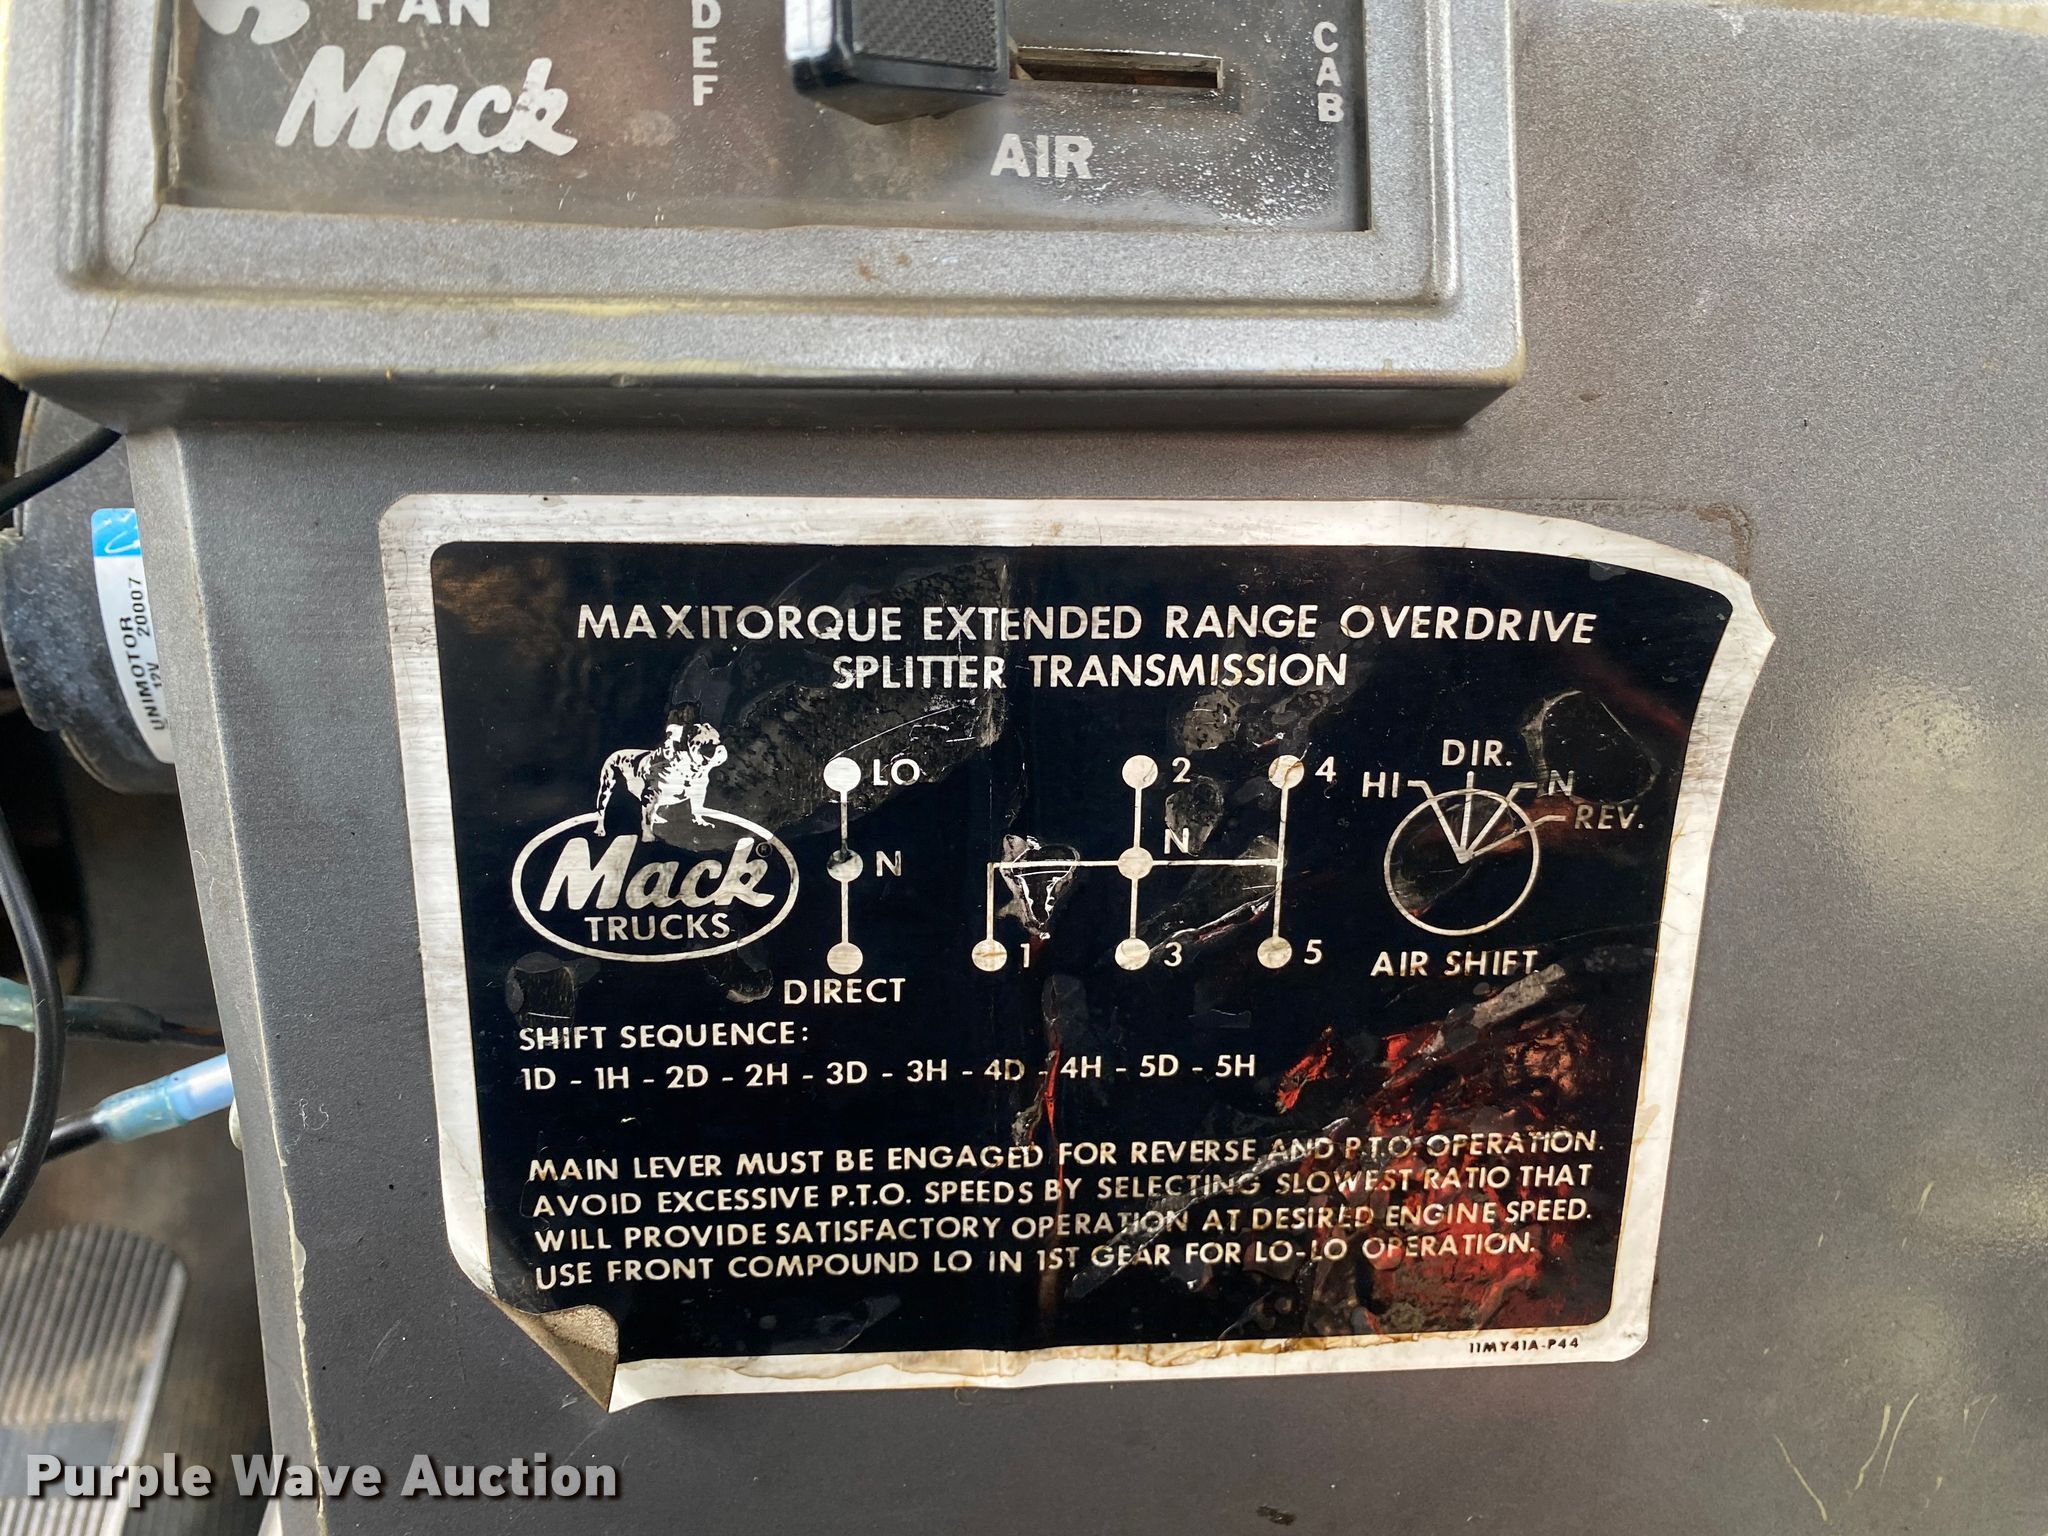 FAN
Mack
DEF
AIR
CAB
UNIMOTOR
12V 20007
MAXITORQUE EXTENDED RANGE OVERDRIVE
SPLITTER TRANSMISSION
Mack®
TRUCKS
LO
N
DIRECT
2
4
N
1
3
5
DIR.
HI
N
REV.
AIR SHIFT.
SHIFT SEQUENCE:
1D - 1H - 2D - 2H - 3D - 3H - 4D - 4H - 5D - 5H
MAIN LEVER MUST BE ENGAGED FOR REVERSE AND P.T.O. OPERATION.
AVOID EXCESSIVE P.T.O. SPEEDS BY SELECTING SLOWEST RATIO THAT
WILL PROVIDE SATISFACTORY OPERATION AT DESIRED ENGINE SPEED.
USE FRONT COMPOUND LO IN 1ST GEAR FOR LO-LO OPERATION.
11MY41A-P44
Purple Wave Auction